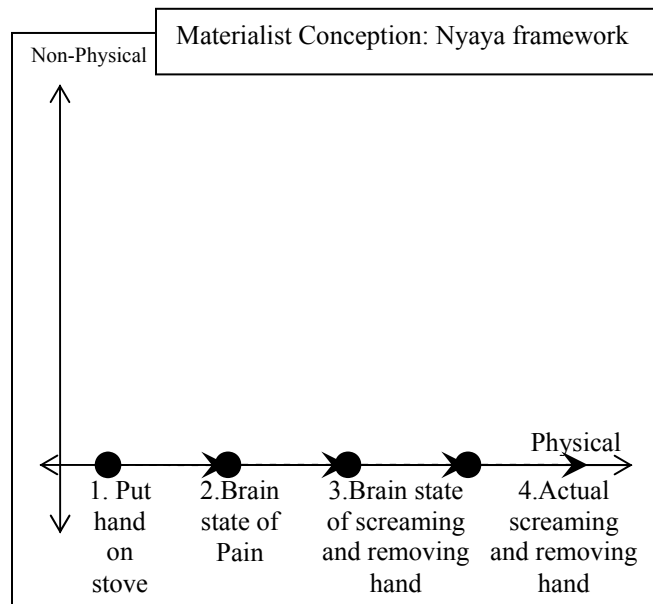 Materialist Conception: Nyaya framework
Non-Physical
Physical
1. Put
hand
on
stove
2.Brain
state of
Pain
3.Brain state
of screaming
and removing
hand
4.Actual
screaming
and removing
hand